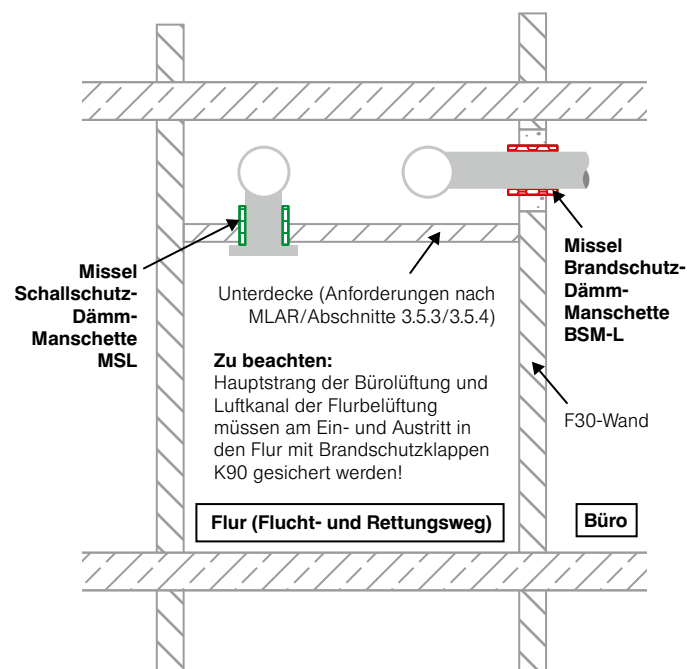 Missel
Schallschutz-
Dämm-
Manschette
MSL
Unterdecke (Anforderungen nach
MLAR/Abschnitte 3.5.3/3.5.4)
Missel
Brandschutz-
Dämm-
Manschette
BSM-L
Zu beachten:
Hauptstrang der Bürolüftung und
Luftkanal der Flurbelüftung
müssen am Ein- und Austritt in
den Flur mit Brandschutzklappen
K90 gesichert werden!
F30-Wand
Flur (Flucht- und Rettungsweg)
Büro